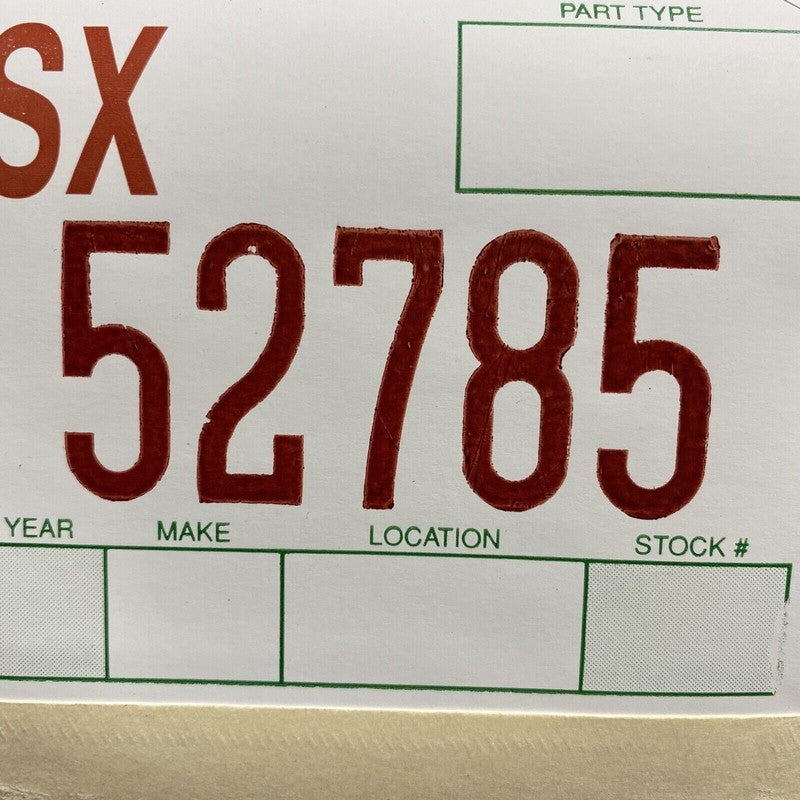 PART TYPE
SX
52785
YEAR MAKE LOCATION STOCK #